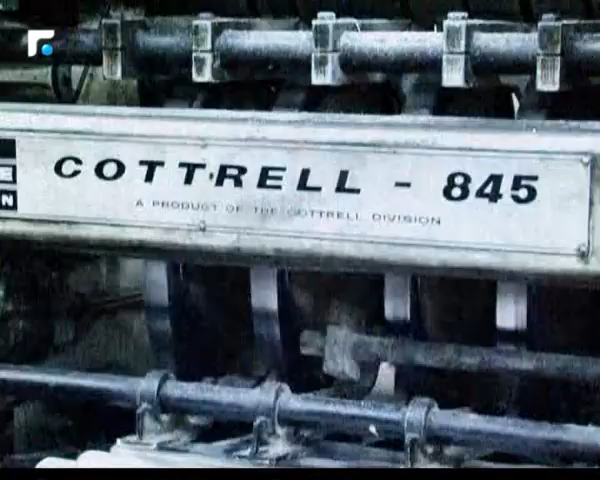 E
N
COTTRELL - 845
A PRODUCT OF THE COTTRELL DIVISION